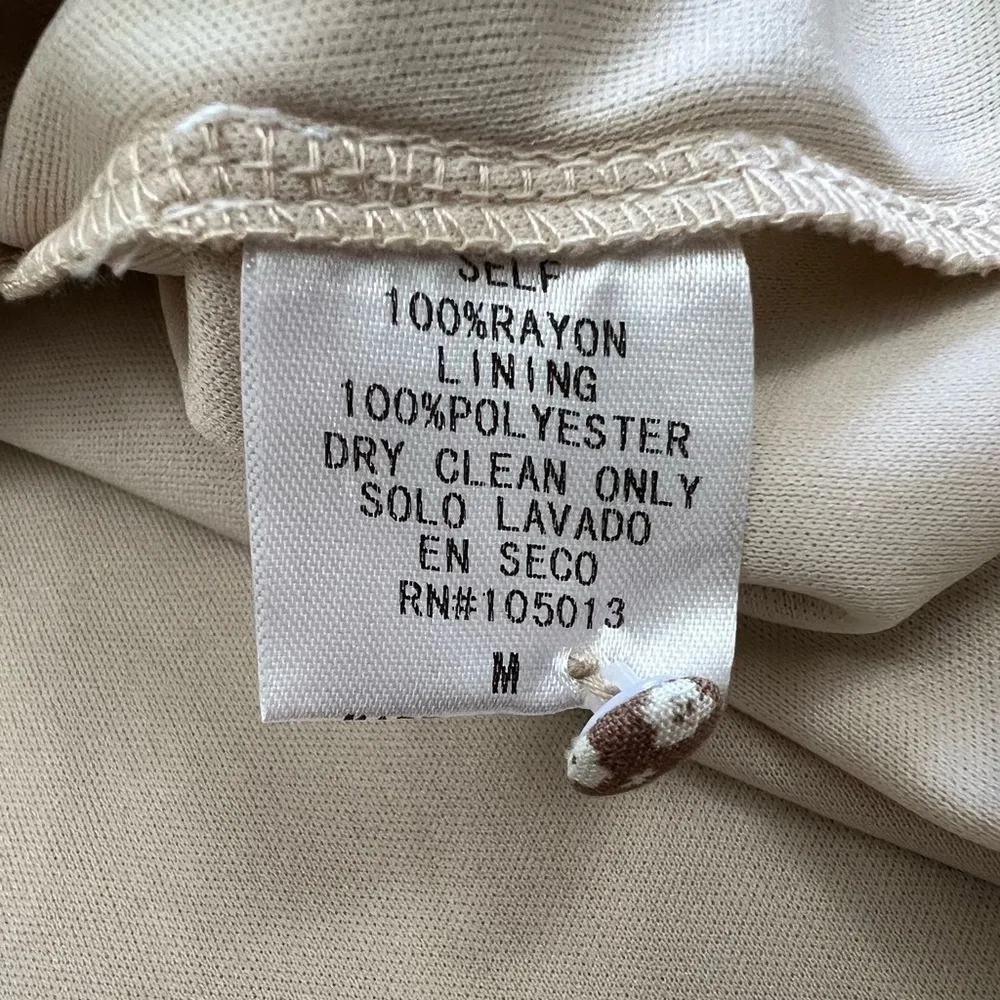 SELF
100%RAYON
LINING
100%POLYESTER
DRY CLEAN ONLY
SOLO LAVADO
EN SECO
RN#105013
M